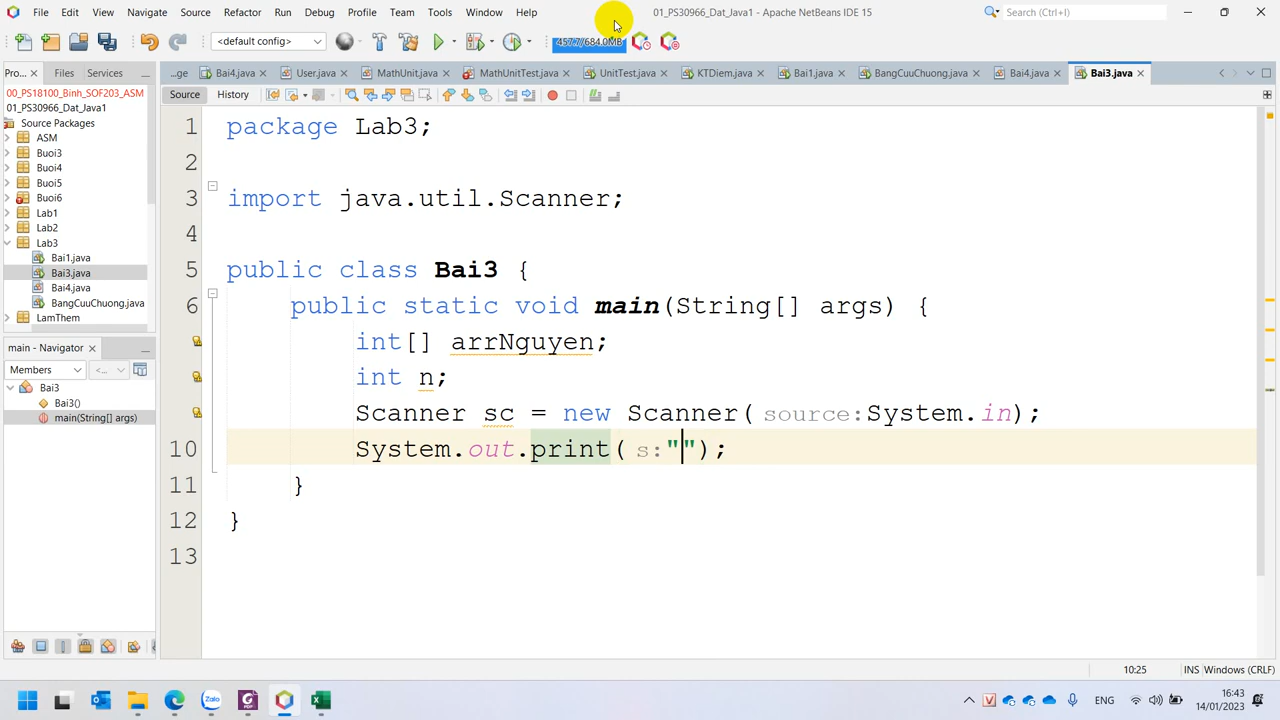 File Edit View Navigate Source Refactor Run Debug Profile Team Tools Window Help
01_PS30966_Dat_Java1 - Apache NetBeans IDE 15
Search (Ctrl+I)
<default config>
457.7/684.0MB
Pro... Files Services
...ge Bai4.java User.java MathUnit.java MathUnitTest.java UnitTest.java KTDiem.java Bai1.java BangCuuChuong.java Bai4.java Bai3.java
Source History
00_PS18100_Binh_SOF203_ASM
01_PS30966_Dat_Java1
Source Packages
ASM
Buoi3
Buoi4
Buoi5
Buoi6
Lab1
Lab2
Lab3
Bai1.java
Bai3.java
Bai4.java
BangCuuChuong.java
LamThem
main - Navigator
Members <...
Bai3
Bai3()
main(String[] args)
1 package Lab3;
2
3 import java.util.Scanner;
4
5 public class Bai3 {
6 public static void main(String[] args) {
int[] arrNguyen;
int n;
Scanner sc = new Scanner( source:System.in);
10 System.out.print( s:"");
11 }
12 }
13
10:25 INS Windows (CRLF)
Zalo
ENG
16:43
14/01/2023